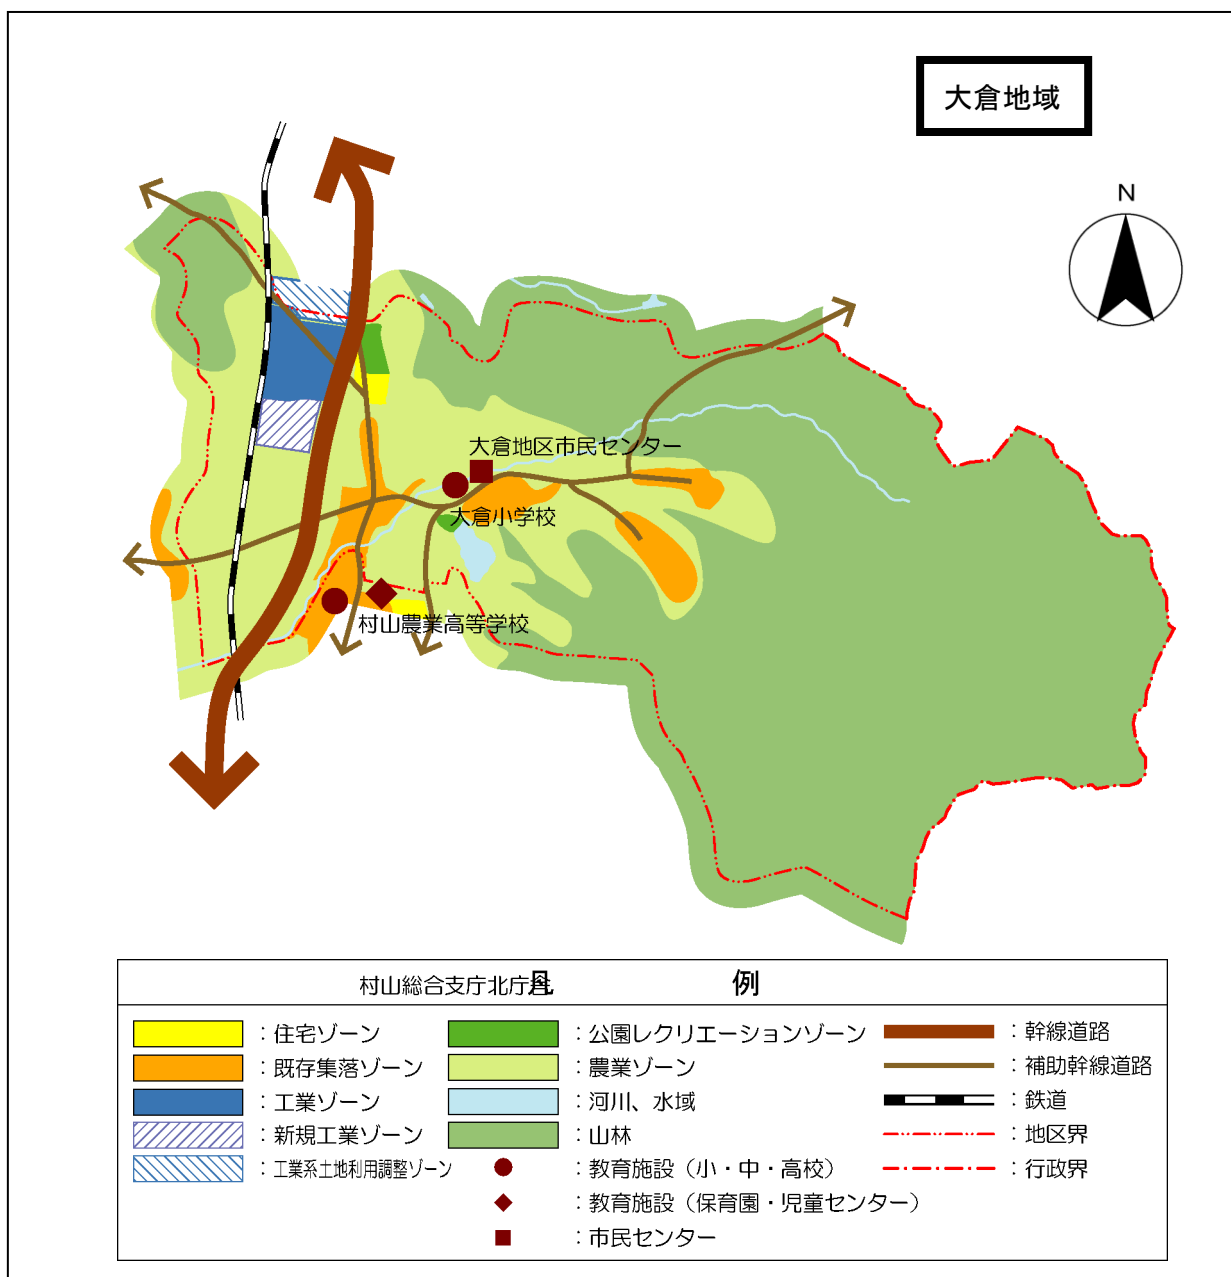 大倉地域
N
大倉地区市民センター
大倉小学校
村山農業高等学校
村山総合支庁北庁舎
凡 例
：住宅ゾーン
：既存集落ゾーン
：工業ゾーン
：新規工業ゾーン
：工業系土地利用調整ゾーン
：公園レクリエーションゾーン
：農業ゾーン
：河川、水域
：山林
：教育施設（小・中・高校）
：教育施設（保育園・児童センター）
：市民センター
：幹線道路
：補助幹線道路
：鉄道
：地区界
：行政界